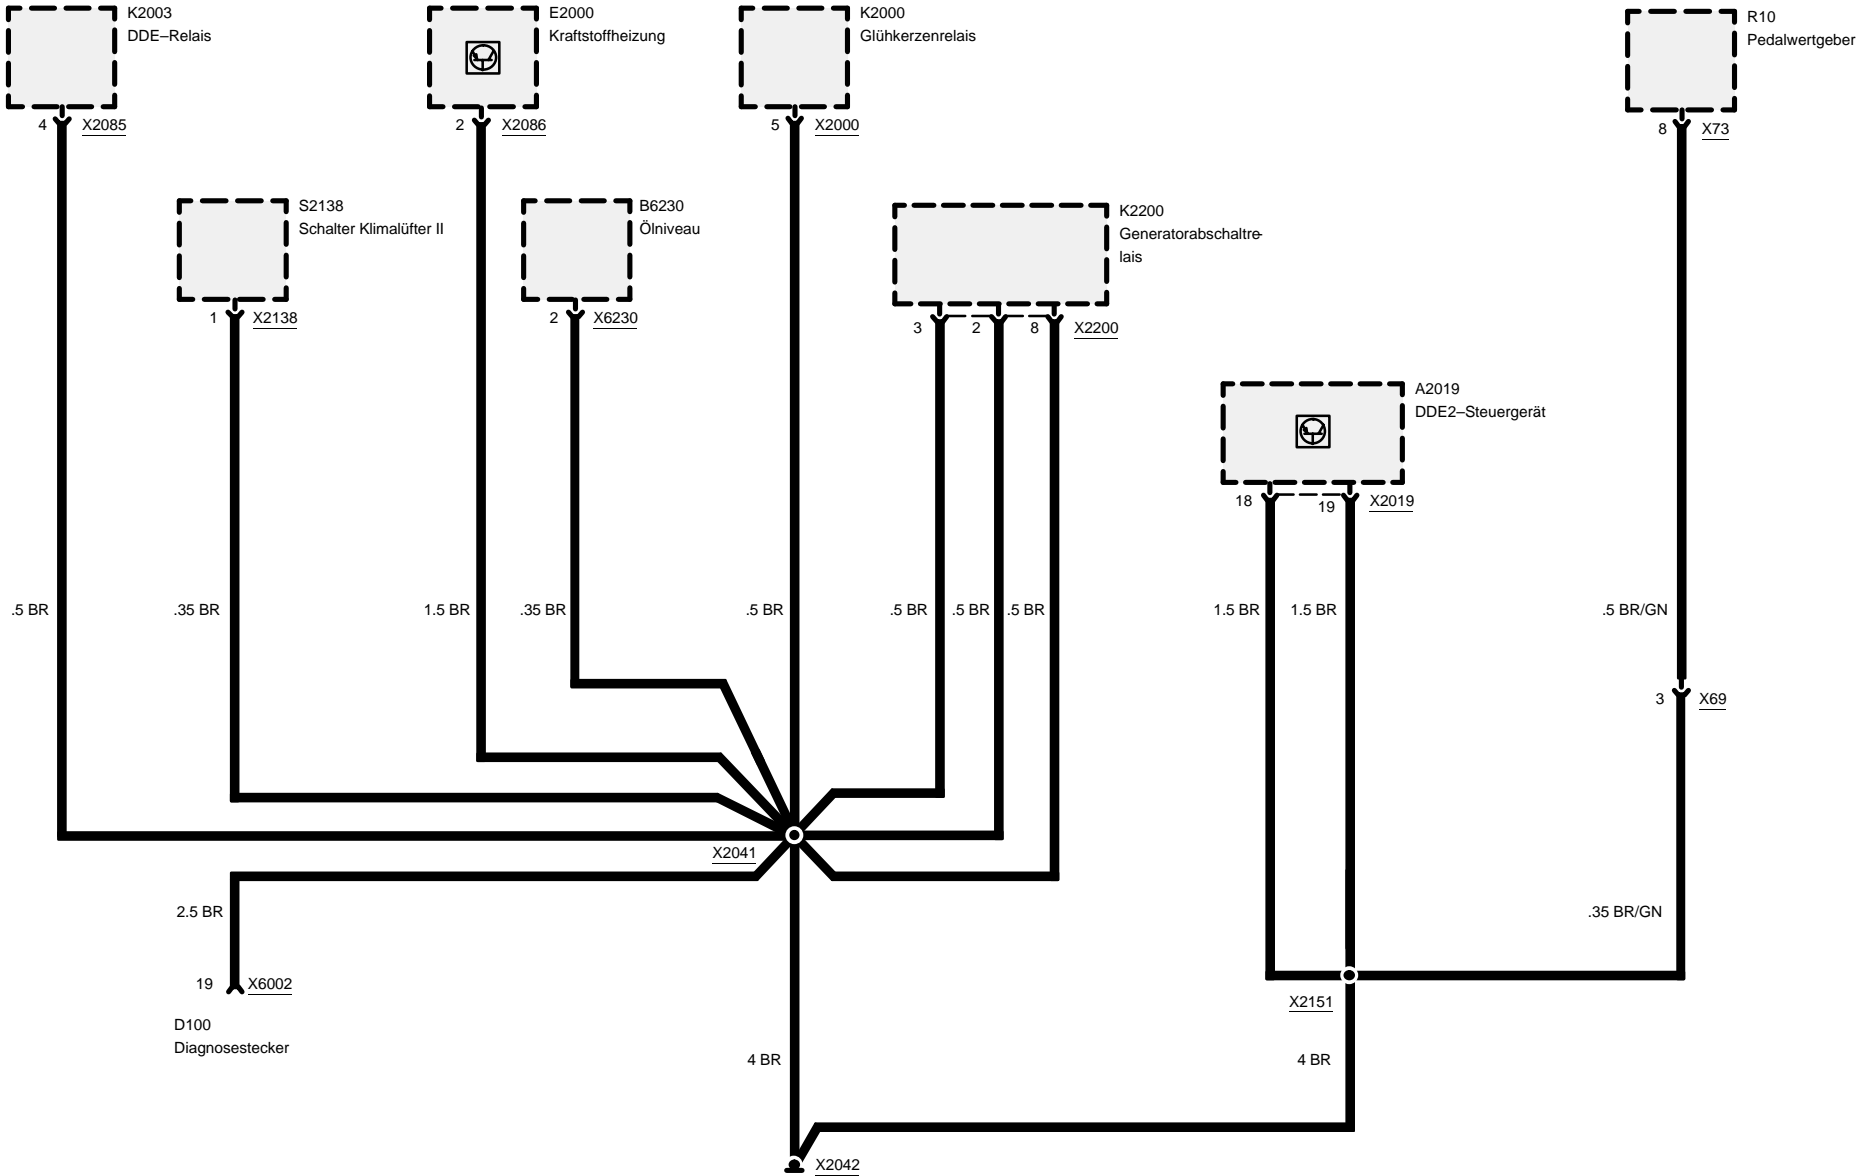 K2003
DDE–Relais
4 X2085
E2000
Kraftstoffheizung
2 X2086
K2000
Glühkerzenrelais
5 X2000
R10
Pedalwertgeber
8 X73
S2138
Schalter Klimalüfter II
1 X2138
B6230
Ölniveau
2 X6230
K2200
Generatorabschaltre-
lais
3 2 8 X2200
A2019
DDE2–Steuergerät
18 19 X2019
.5 BR .35 BR 1.5 BR .35 BR .5 BR .5 BR .5 BR .5 BR 1.5 BR 1.5 BR .5 BR/GN
3 X69
X2041
2.5 BR .35 BR/GN
19 X6002
X2151
D100
Diagnosestecker
4 BR 4 BR
X2042